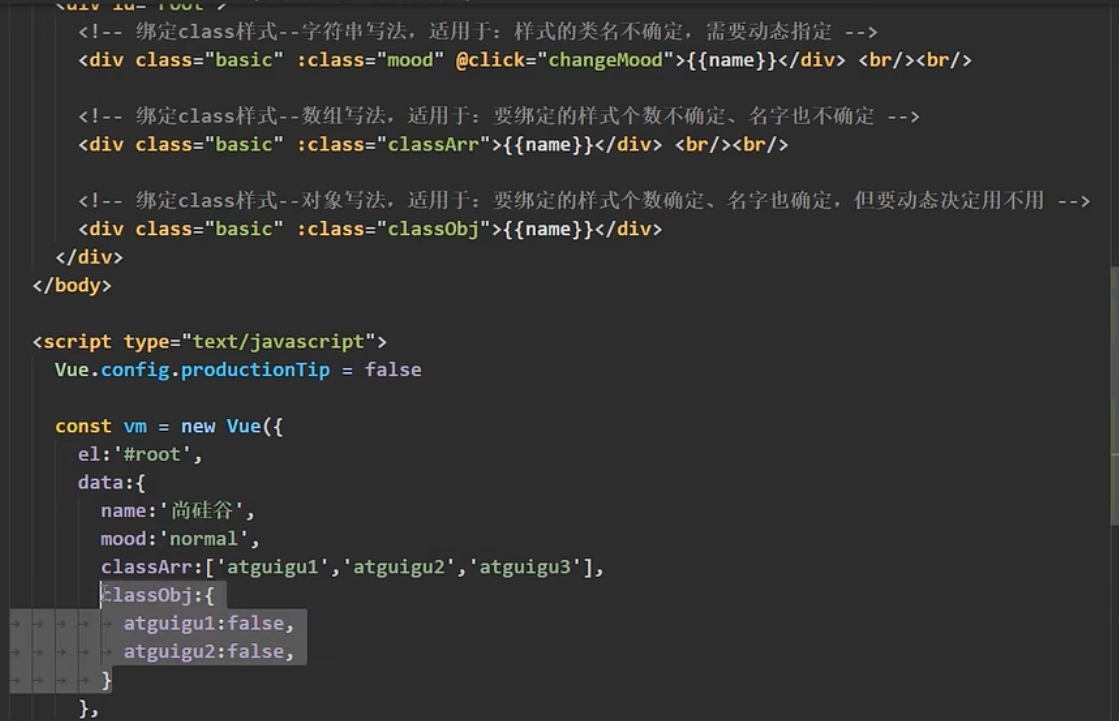 <div id="root">
<!-- 绑定class样式--字符串写法，适用于：样式的类名不确定，需要动态指定 -->
<div class="basic" :class="mood" @click="changeMood">{{name}}</div> <br/><br/>
<!-- 绑定class样式--数组写法，适用于：要绑定的样式个数不确定、名字也不确定 -->
<div class="basic" :class="classArr">{{name}}</div> <br/><br/>
<!-- 绑定class样式--对象写法，适用于：要绑定的样式个数确定、名字也确定，但要动态决定用不用 -->
<div class="basic" :class="classObj">{{name}}</div>
</div>
</body>
<script type="text/javascript">
Vue.config.productionTip = false
const vm = new Vue({
el:'#root',
data:{
name:'尚硅谷',
mood:'normal',
classArr:['atguigu1','atguigu2','atguigu3'],
classObj:{
atguigu1:false,
atguigu2:false,
}
},